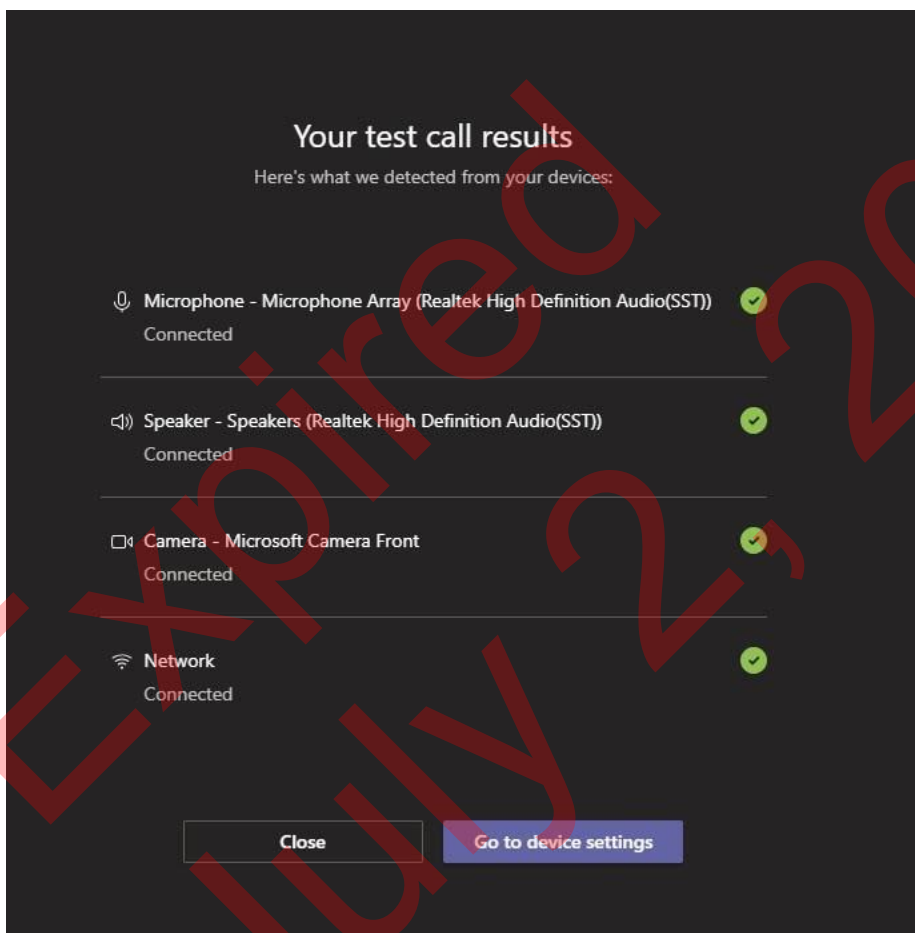 Your test call results
Here's what we detected from your devices:
Microphone - Microphone Array (Realtek High Definition Audio(SST))
Connected
Speaker - Speakers (Realtek High Definition Audio(SST))
Connected
Camera - Microsoft Camera Front
Connected
Network
Connected
Close
Go to device settings
Expired
July 2, 20